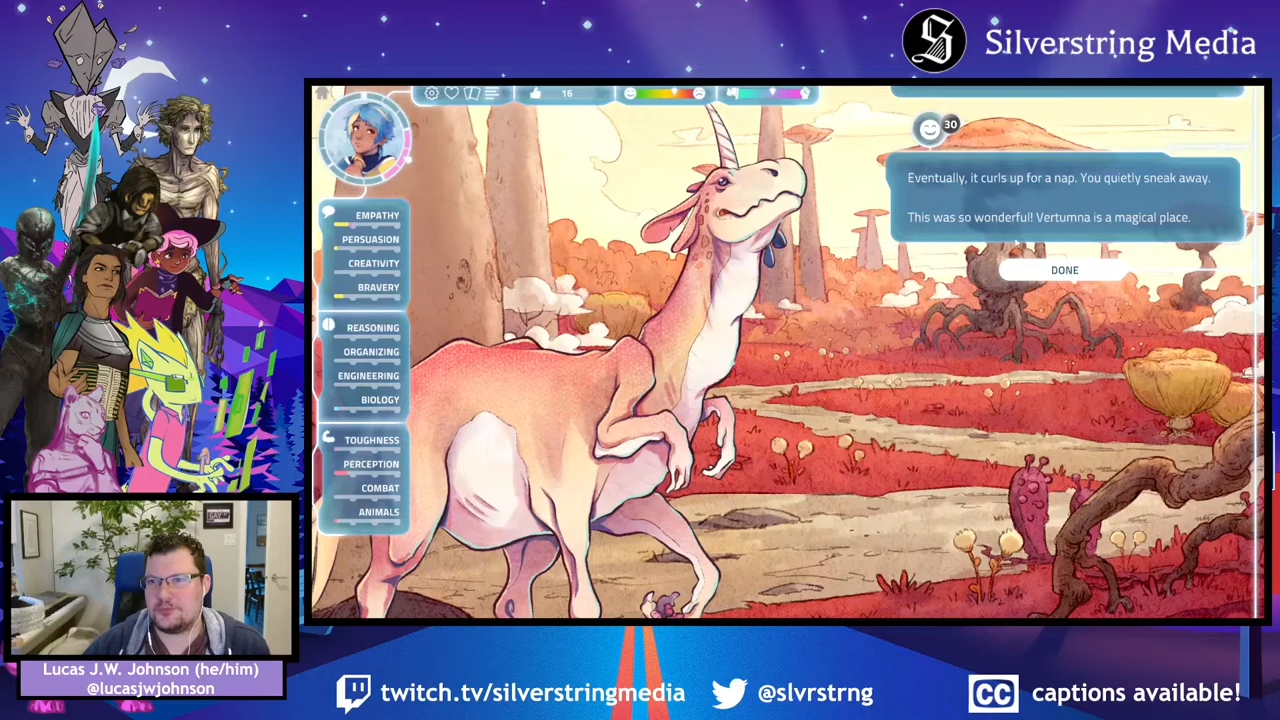 S Silverstring Media
16
30
Eventually, it curls up for a nap. You quietly sneak away.
This was so wonderful! Vertumna is a magical place.
DONE
EMPATHY
PERSUASION
CREATIVITY
BRAVERY
REASONING
ORGANIZING
ENGINEERING
BIOLOGY
TOUGHNESS
PERCEPTION
COMBAT
ANIMALS
GAY
Lucas J.W. Johnson (he/him)
@lucasjwjohnson
twitch.tv/silverstringmedia
@slvrstrng
CC captions available!